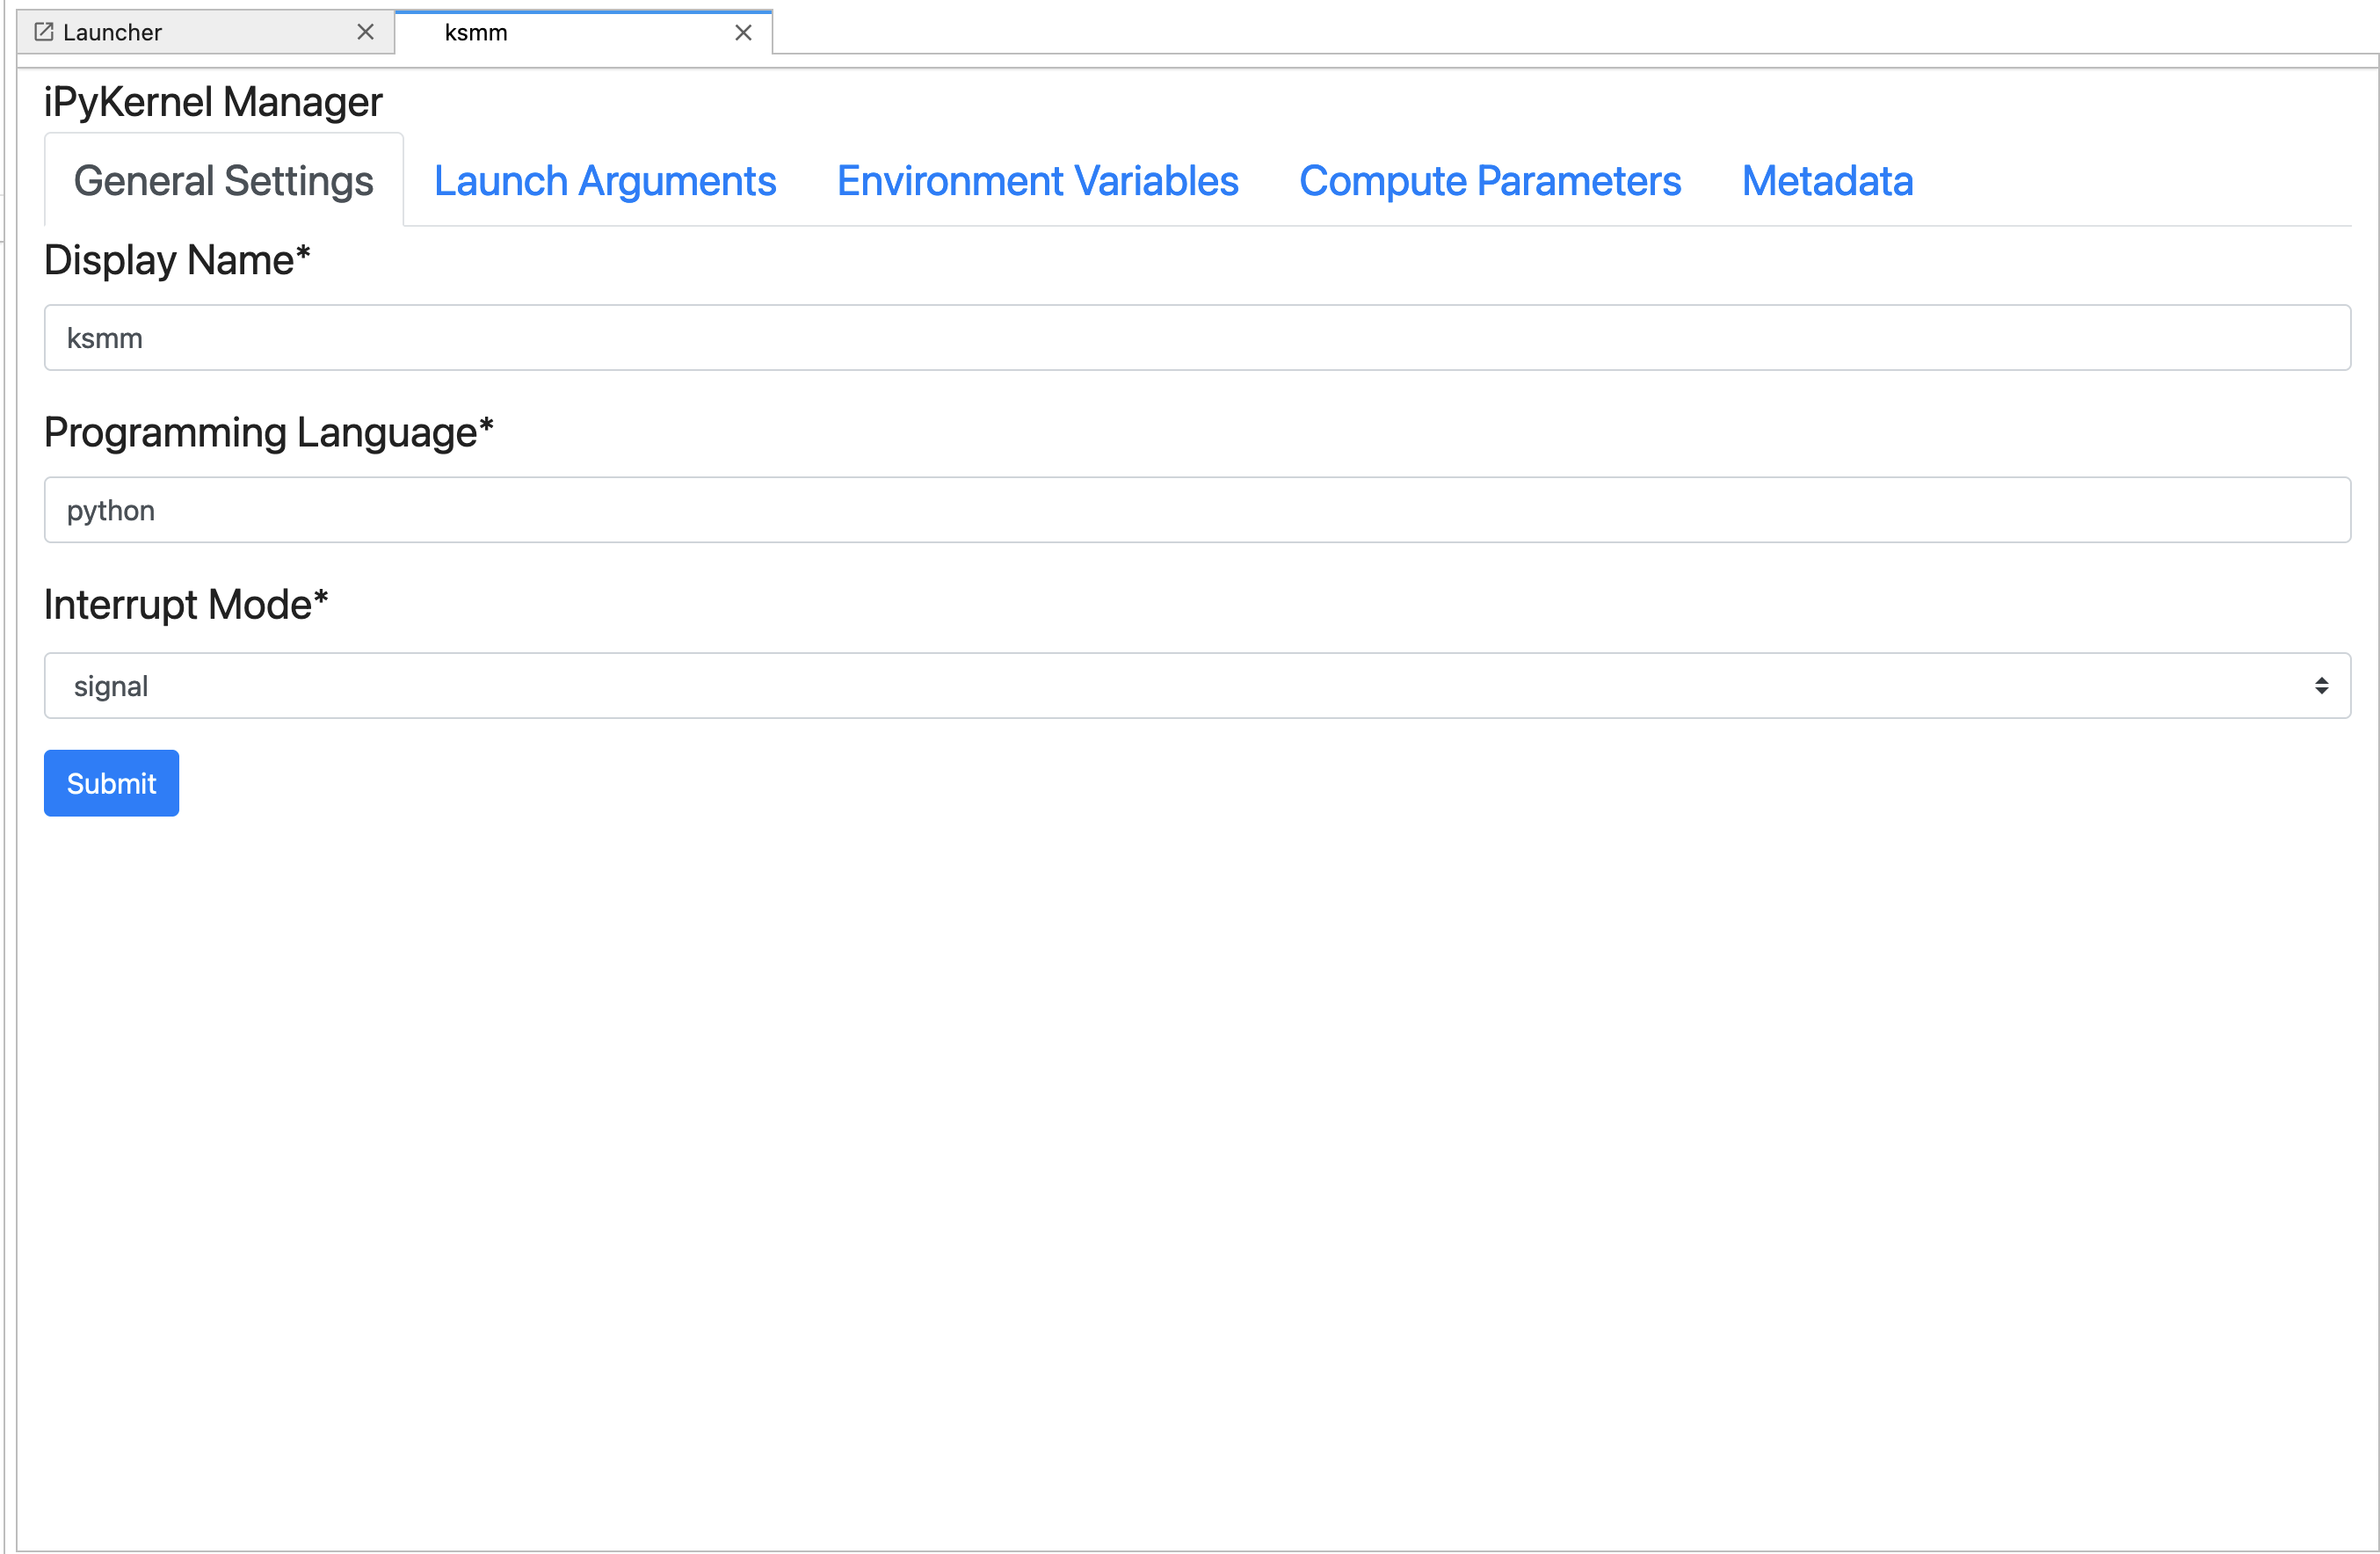 Launcher ksmm
iPyKernel Manager
General Settings Launch Arguments Environment Variables Compute Parameters Metadata
Display Name*
ksmm
Programming Language*
python
Interrupt Mode*
signal
Submit